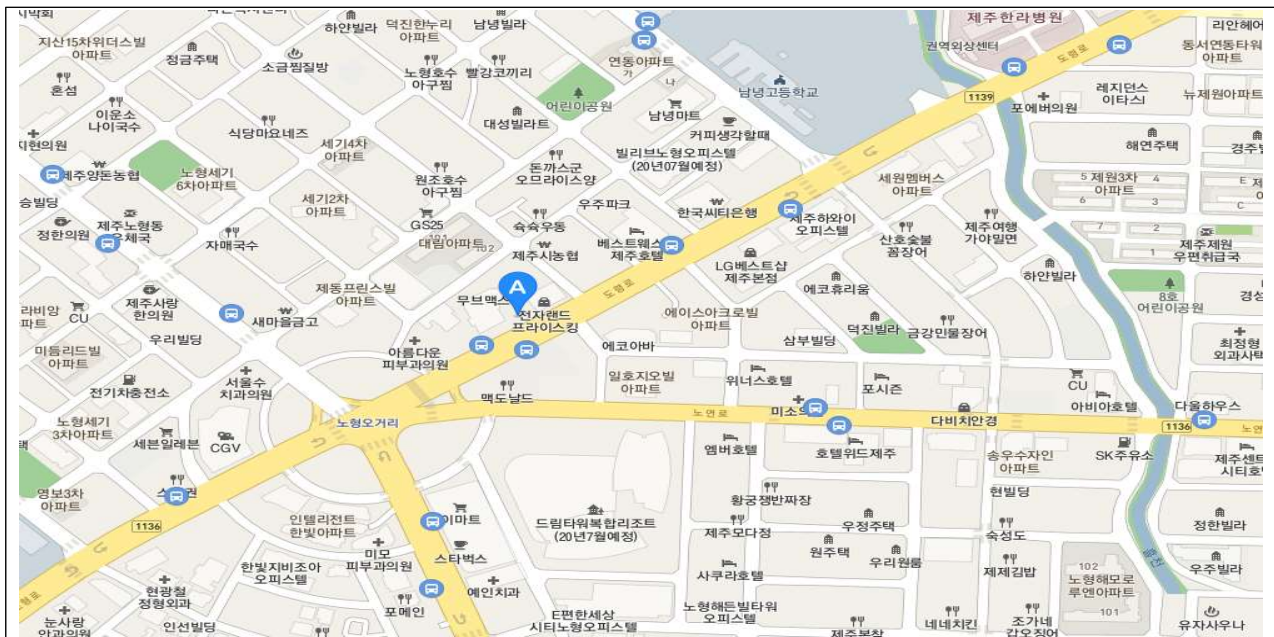 하얀빌라
덕진한누리
아파트
남녕빌라
지산15차위더스빌
아파트
정금주택
소금찜질방
노형호수
아구찜
빨강코끼리
연동아파트
가
나
제주한라병원
권역외상센터
리안헤어
동서연동타워
아파트
혼섬
이운소
나이국수
식당마요네즈
대성빌라트
어린이공원
남녕마트
남녕고등학교
도령로
1139
포에버의원
레지던스
이타스I
뉴제원아파트
지현의원
제주양돈농협
노형세기
6차아파트
세기4차
아파트
원조호수
아구찜
돈까스군
오므라이스양
커피생각할때
빌리브노형오피스텔
(20년07월예정)
해연주택
세원멤버스
아파트
5
제원3차
아파트
4
6
3
7
2
1
E
C
승빌딩
정한의원
제주노형동
우체국
자매국수
세기2차
아파트
GS25
대림아파트
101
102
슉슉우동
우주파크
한국씨티은행
제주시농협
베스트웨스턴
제주호텔
제주하와이
오피스텔
산호숯불
꼼장어
제주여행
가야밀면
제주제원
우편취급국
LG베스트샵
제주본점
에코휴리움
하얀빌라
8호
어린이공원
경성
라비앙
아파트
CU
제주사랑
한의원
제동프린스빌
아파트
새마을금고
우리빌딩
무브맥스
A
전자랜드
프라이스킹
도령로
에이스아크로빌
아파트
덕진빌라
금강민물장어
최정형
외과사택
미듬리드빌
아파트
아름다운
피부과의원
에코아바
삼부빌딩
전기차충전소
서울수
치과의원
맥도날드
일호지오빌
아파트
위너스호텔
포시즌
CU
아비아호텔
다울하우스
노형세기
3차아파트
세븐일레븐
CGV
노형오거리
노연로
다비치안경
1136
엠버호텔
호텔위드제주
송우수자인
아파트
SK주유소
제주센트
시티호텔
영보3차
아파트
1136
인텔리전트
한빛아파트
이마트
스타벅스
드림타워복합리조트
(20년7월예정)
황궁쟁반짜장
제주모다정
우정주택
현빌딩
숙성도
정한빌라
한빛지비조아
오피스텔
미모
피부과의원
원주택
우리원룸
사쿠라호텔
제제김밥
102
노형해모로
루엔아파트
101
우주빌라
현광철
정형외과
눈사랑
안과의원
인선빌딩
포메인
예인치과
E편한세상
시티노형오피스텔
노형해든빌타워
오피스텔
제주본참
네네치킨
조가네
갑오징어
유자사우나